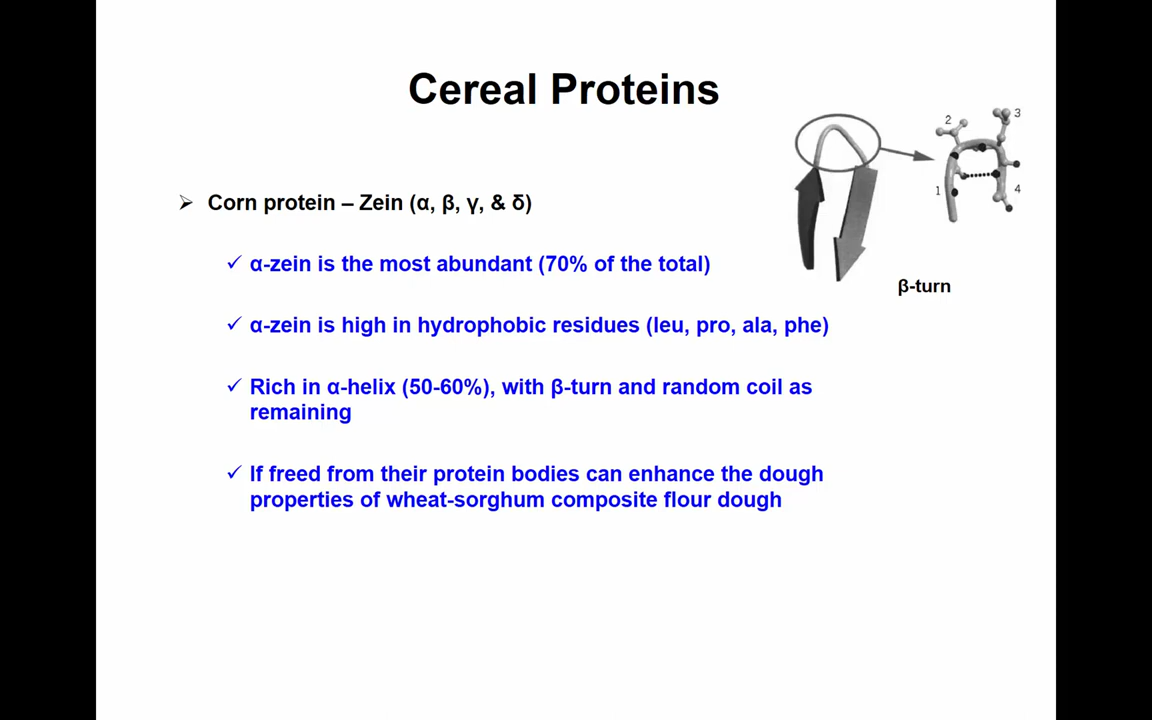 Cereal Proteins
2
3
1
4
β-turn
➢ Corn protein – Zein (α, β, γ, & δ)
✓ α-zein is the most abundant (70% of the total)
✓ α-zein is high in hydrophobic residues (leu, pro, ala, phe)
✓ Rich in α-helix (50-60%), with β-turn and random coil as
remaining
✓ If freed from their protein bodies can enhance the dough
properties of wheat-sorghum composite flour dough